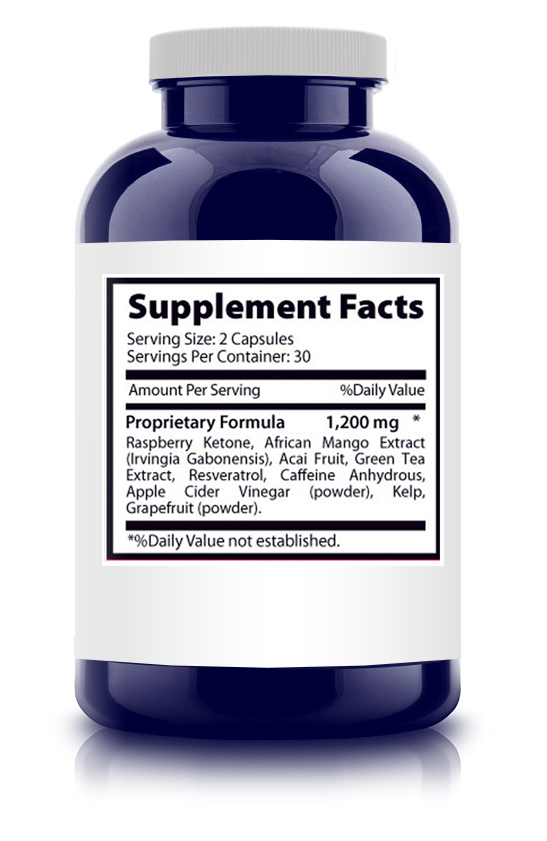 Supplement Facts
Serving Size: 2 Capsules
Servings Per Container: 30
Amount Per Serving %Daily Value
Proprietary Formula 1,200 mg *
Raspberry Ketone, African Mango Extract
(Irvingia Gabonensis), Acai Fruit, Green Tea
Extract, Resveratrol, Caffeine Anhydrous,
Apple Cider Vinegar (powder), Kelp,
Grapefruit (powder).
*%Daily Value not established.